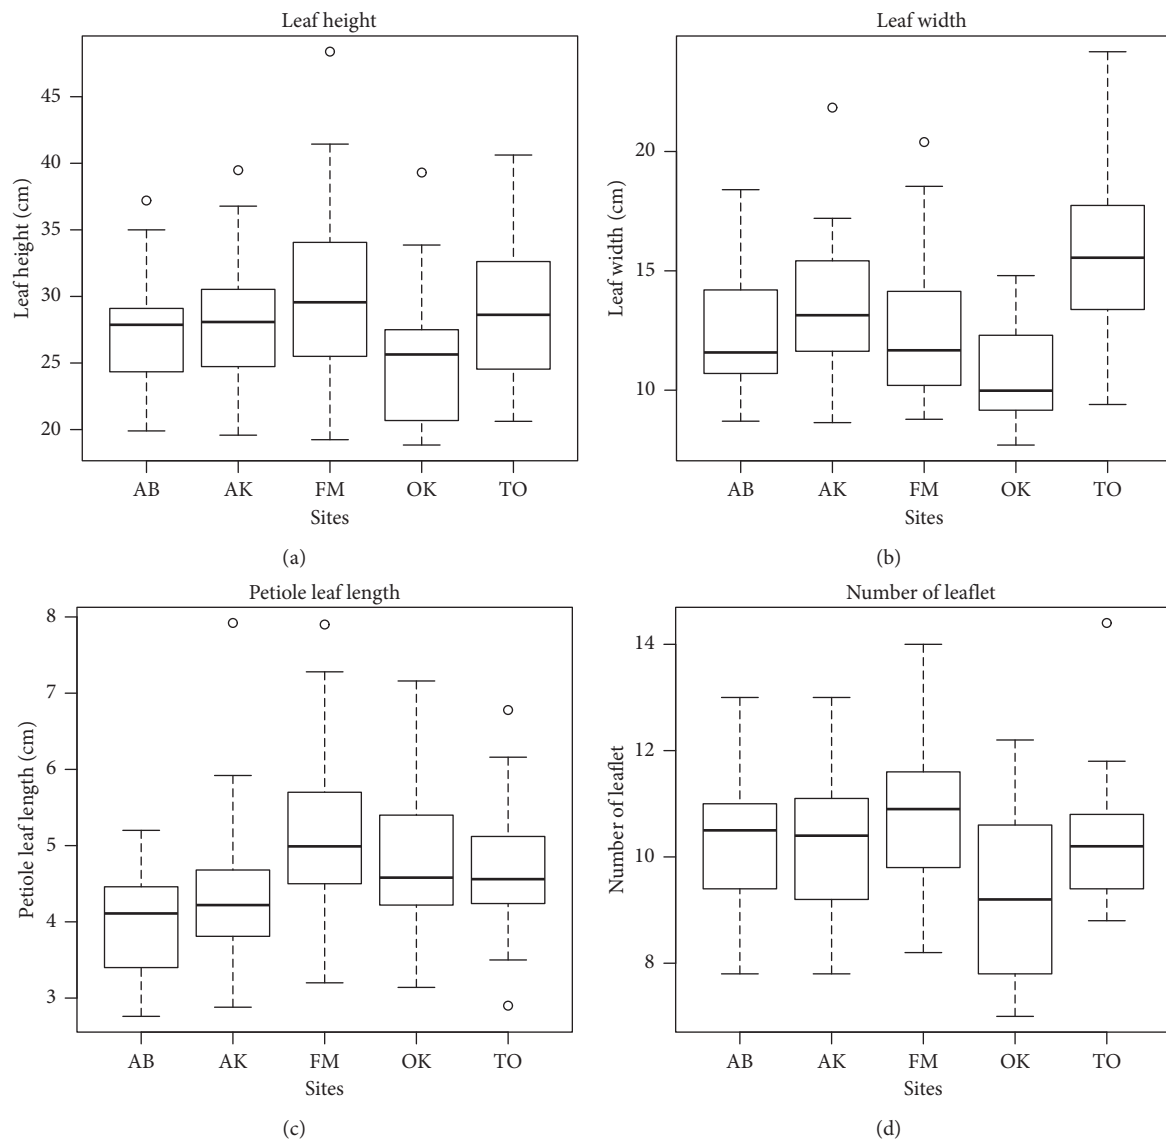 Leaf height
Leaf height (cm)
45
40
35
30
25
20
AB AK FM OK TO
Sites
(a)
Leaf width
Leaf width (cm)
20
15
10
AB AK FM OK TO
Sites
(b)
Petiole leaf length
Petiole leaf length (cm)
8
7
6
5
4
3
AB AK FM OK TO
Sites
(c)
Number of leaflet
Number of leaflet
14
12
10
8
AB AK FM OK TO
Sites
(d)